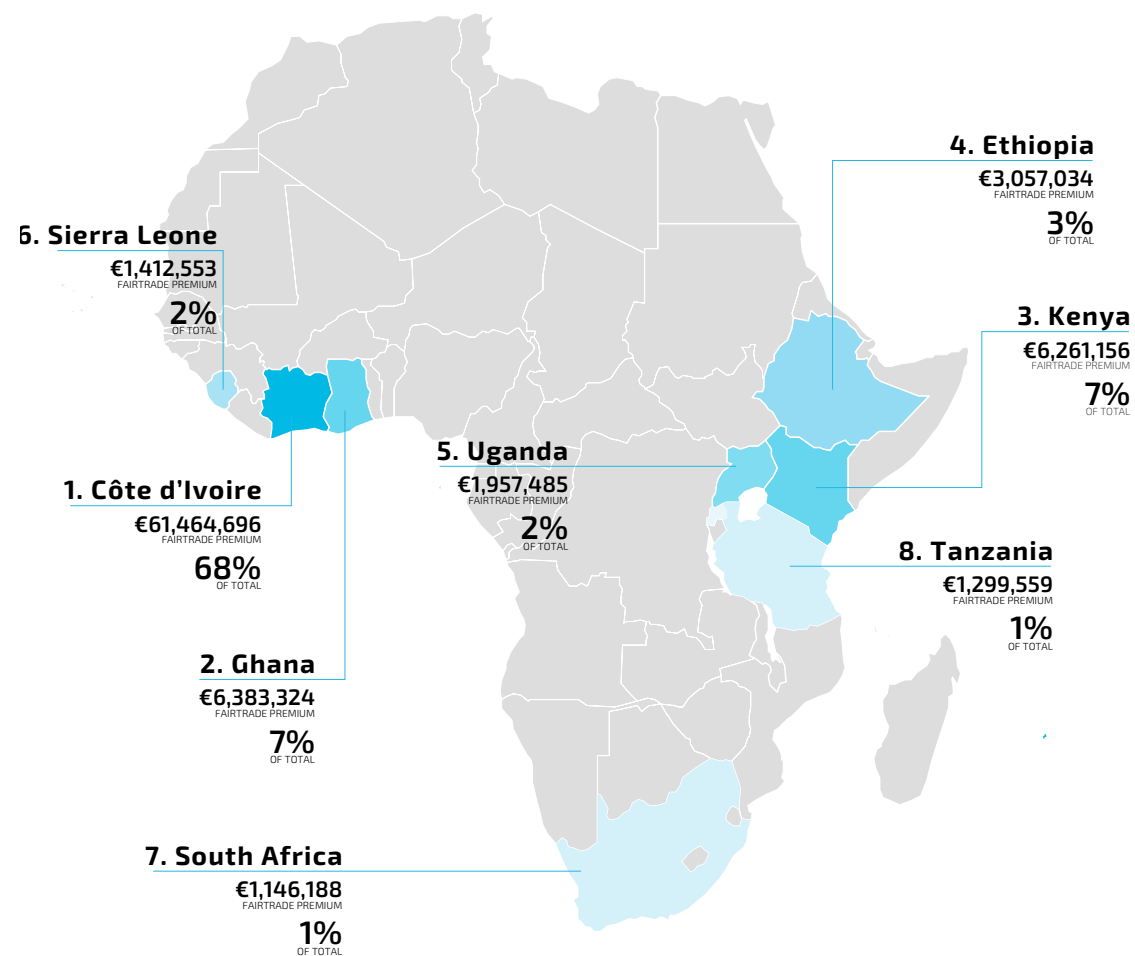 4. Ethiopia
€3,057,034
FAIRTRADE PREMIUM
3%
OF TOTAL
6. Sierra Leone
€1,412,553
FAIRTRADE PREMIUM
2%
OF TOTAL
3. Kenya
€6,261,156
FAIRTRADE PREMIUM
7%
OF TOTAL
5. Uganda
€1,957,485
FAIRTRADE PREMIUM
2%
OF TOTAL
1. Côte d’Ivoire
€61,464,696
FAIRTRADE PREMIUM
68%
OF TOTAL
8. Tanzania
€1,299,559
FAIRTRADE PREMIUM
1%
OF TOTAL
2. Ghana
€6,383,324
FAIRTRADE PREMIUM
7%
OF TOTAL
7. South Africa
€1,146,188
FAIRTRADE PREMIUM
1%
OF TOTAL